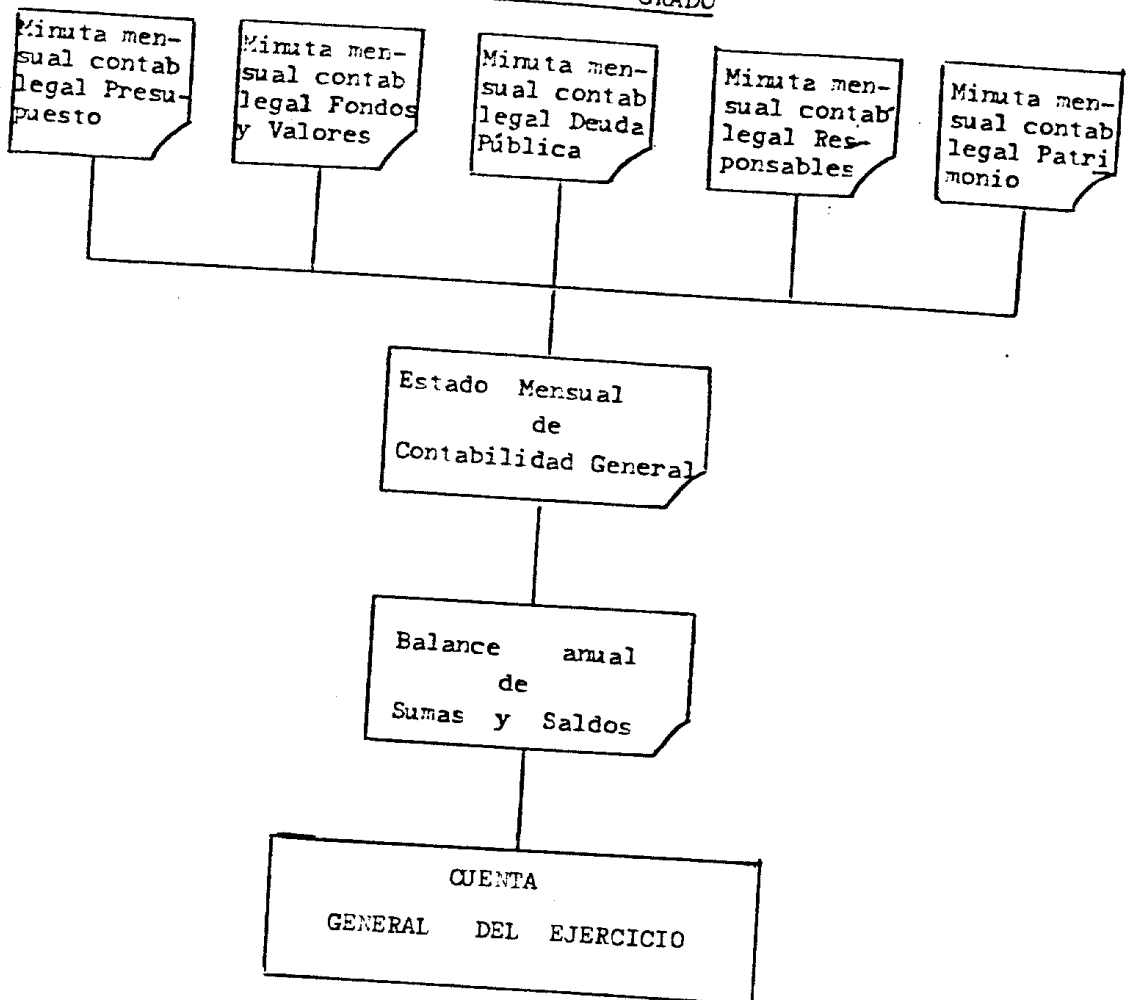 GRADO
Minuta men-
sual contab
legal Presu-
puesto
Minuta men-
sual contab
legal Fondos
y Valores
Minuta men-
sual contab
legal Deuda
Pública
Minuta men-
sual contab
legal Res-
ponsables
Minuta men-
sual contab
legal Patri
monio
Estado Mensual
de
Contabilidad General
Balance anual
de
Sumas y Saldos
CUENTA
GENERAL DEL EJERCICIO